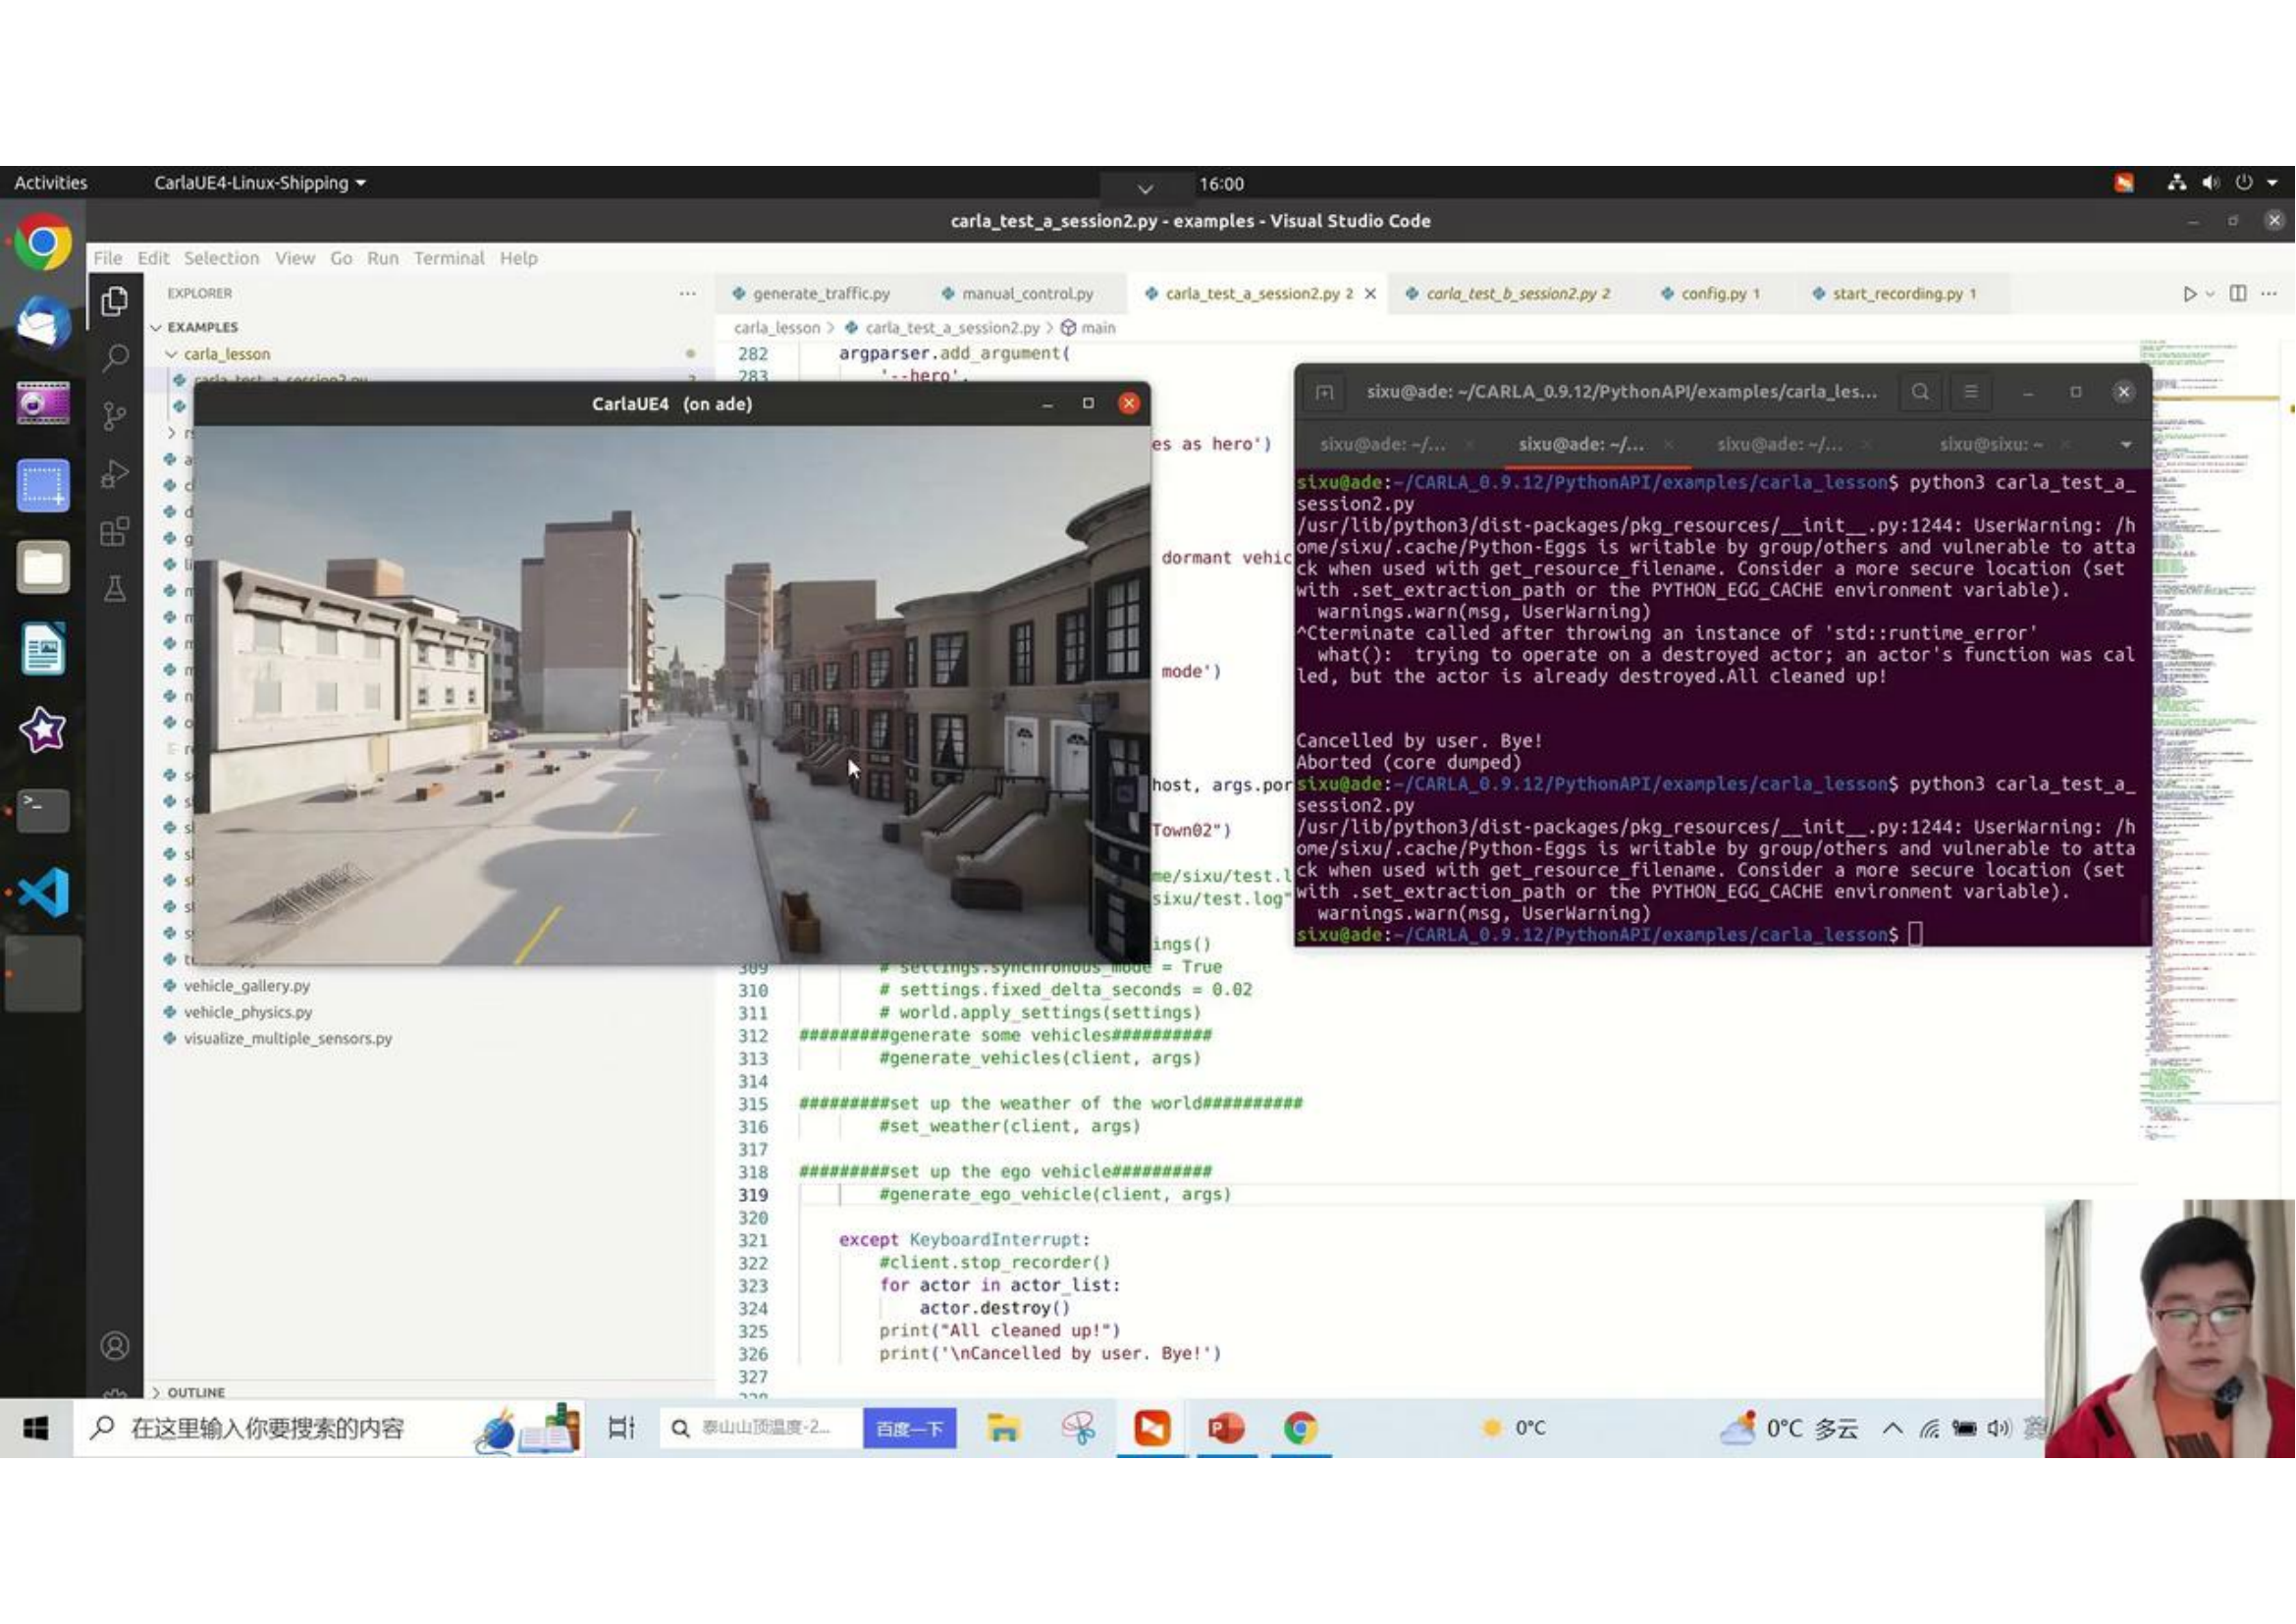 Activities
CarlaUE4-Linux-Shipping
16:00
carla_test_a_session2.py - examples - Visual Studio Code
File Edit Selection View Go Run Terminal Help
EXPLORER
EXAMPLES
carla_lesson
carla_test_a_session2.py
2
vehicle_gallery.py
vehicle_physics.py
visualize_multiple_sensors.py
OUTLINE
generate_traffic.py
manual_control.py
carla_test_a_session2.py 2
carla_test_b_session2.py 2
config.py 1
start_recording.py 1
carla_lesson > carla_test_a_session2.py > main
282 argparser.add_argument(
283 '--hero',
es as hero')
dormant vehic
mode')
host, args.por
Town02")
me/sixu/test.l
sixu/test.log"
ings()
309 # settings.synchronous_mode = True
310 # settings.fixed_delta_seconds = 0.02
311 # world.apply_settings(settings)
312 #########generate some vehicles##########
313 #generate_vehicles(client, args)
314
315 #########set up the weather of the world##########
316 #set_weather(client, args)
317
318 #########set up the ego vehicle##########
319 #generate_ego_vehicle(client, args)
320
321 except KeyboardInterrupt:
322 #client.stop_recorder()
323 for actor in actor_list:
324 actor.destroy()
325 print("All cleaned up!")
326 print('\nCancelled by user. Bye!')
327
CarlaUE4 (on ade)
sixu@ade: ~/CARLA_0.9.12/PythonAPI/examples/carla_les...
sixu@ade: ~/...
sixu@ade: ~/...
sixu@ade: ~/...
sixu@sixu: ~
sixu@ade:~/CARLA_0.9.12/PythonAPI/examples/carla_lesson$ python3 carla_test_a_
session2.py
/usr/lib/python3/dist-packages/pkg_resources/__init__.py:1244: UserWarning: /h
ome/sixu/.cache/Python-Eggs is writable by group/others and vulnerable to atta
ck when used with get_resource_filename. Consider a more secure location (set
with .set_extraction_path or the PYTHON_EGG_CACHE environment variable).
warnings.warn(msg, UserWarning)
^Cterminate called after throwing an instance of 'std::runtime_error'
what(): trying to operate on a destroyed actor; an actor's function was cal
led, but the actor is already destroyed.All cleaned up!
Cancelled by user. Bye!
Aborted (core dumped)
sixu@ade:~/CARLA_0.9.12/PythonAPI/examples/carla_lesson$ python3 carla_test_a_
session2.py
/usr/lib/python3/dist-packages/pkg_resources/__init__.py:1244: UserWarning: /h
ome/sixu/.cache/Python-Eggs is writable by group/others and vulnerable to atta
ck when used with get_resource_filename. Consider a more secure location (set
with .set_extraction_path or the PYTHON_EGG_CACHE environment variable).
warnings.warn(msg, UserWarning)
sixu@ade:~/CARLA_0.9.12/PythonAPI/examples/carla_lesson$
在这里输入你要搜索的内容
泰山山顶温度-2...
百度一下
0°C
0°C 多云